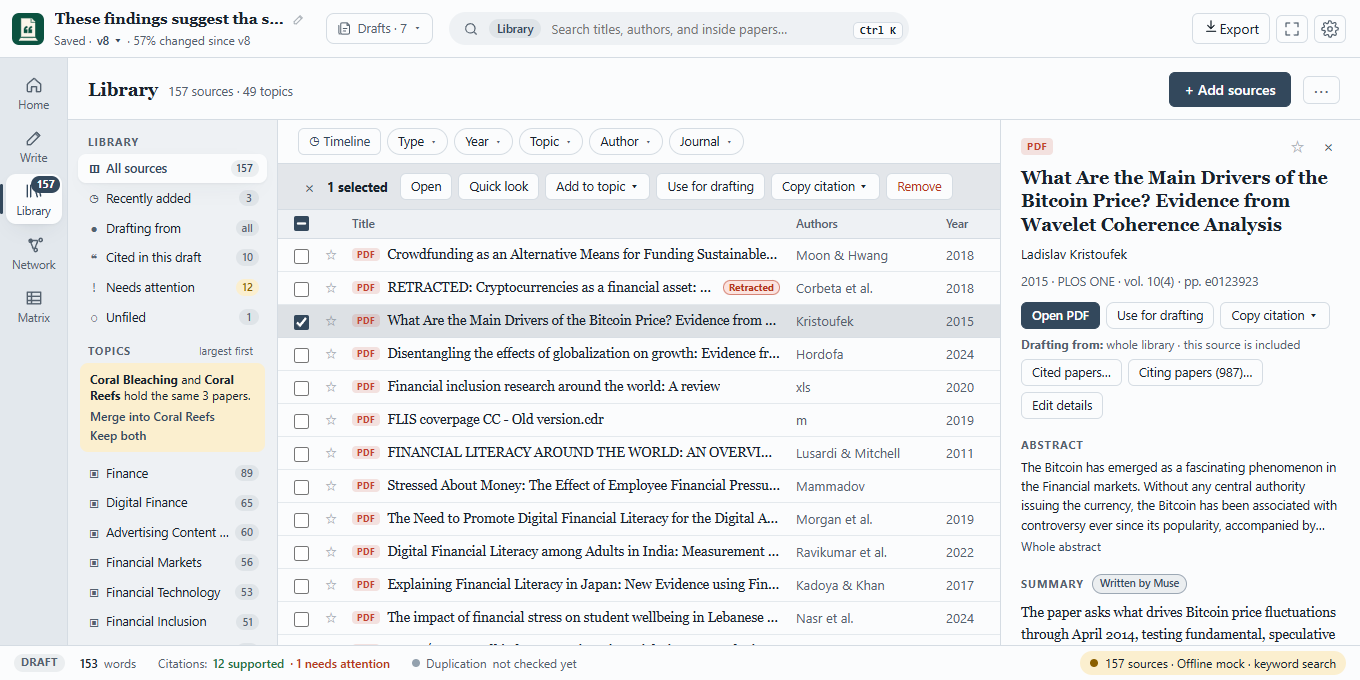 These findings suggest tha s...
Saved · v8 · 57% changed since v8
Drafts · 7
Library Search titles, authors, and inside papers... Ctrl K
Export
Home
Write
157
Library
Network
Matrix
Library 157 sources · 49 topics
+ Add sources
...
LIBRARY
All sources 157
Recently added 3
Drafting from all
Cited in this draft 10
Needs attention 12
Unfiled 1
TOPICS largest first
Coral Bleaching and Coral
Reefs hold the same 3 papers.
Merge into Coral Reefs
Keep both
Finance 89
Digital Finance 65
Advertising Content ... 60
Financial Markets 56
Financial Technology 53
Financial Inclusion 51
Timeline Type Year Topic Author Journal
× 1 selected Open Quick look Add to topic Use for drafting Copy citation Remove
Title Authors Year
PDF Crowdfunding as an Alternative Means for Funding Sustainable... Moon & Hwang 2018
PDF RETRACTED: Cryptocurrencies as a financial asset: ... Retracted Corbeta et al. 2018
PDF What Are the Main Drivers of the Bitcoin Price? Evidence from ... Kristoufek 2015
PDF Disentangling the effects of globalization on growth: Evidence fr... Hordofa 2024
PDF Financial inclusion research around the world: A review xls 2020
PDF FLIS coverpage CC - Old version.cdr m 2019
PDF FINANCIAL LITERACY AROUND THE WORLD: AN OVERVI... Lusardi & Mitchell 2011
PDF Stressed About Money: The Effect of Employee Financial Pressu... Mammadov
PDF The Need to Promote Digital Financial Literacy for the Digital A... Morgan et al. 2019
PDF Digital Financial Literacy among Adults in India: Measurement ... Ravikumar et al. 2022
PDF Explaining Financial Literacy in Japan: New Evidence using Fin... Kadoya & Khan 2017
PDF The impact of financial stress on student wellbeing in Lebanese ... Nasr et al. 2024
PDF ×
What Are the Main Drivers of the
Bitcoin Price? Evidence from
Wavelet Coherence Analysis
Ladislav Kristoufek
2015 · PLOS ONE · vol. 10(4) · pp. e0123923
Open PDF Use for drafting Copy citation
Drafting from: whole library · this source is included
Cited papers... Citing papers (987)...
Edit details
ABSTRACT
The Bitcoin has emerged as a fascinating phenomenon in
the Financial markets. Without any central authority
issuing the currency, the Bitcoin has been associated with
controversy ever since its popularity, accompanied by...
Whole abstract
SUMMARY Written by Muse
The paper asks what drives Bitcoin price fluctuations
through April 2014, testing fundamental, speculative
DRAFT 153 words Citations: 12 supported · 1 needs attention Duplication not checked yet
157 sources · Offline mock · keyword search